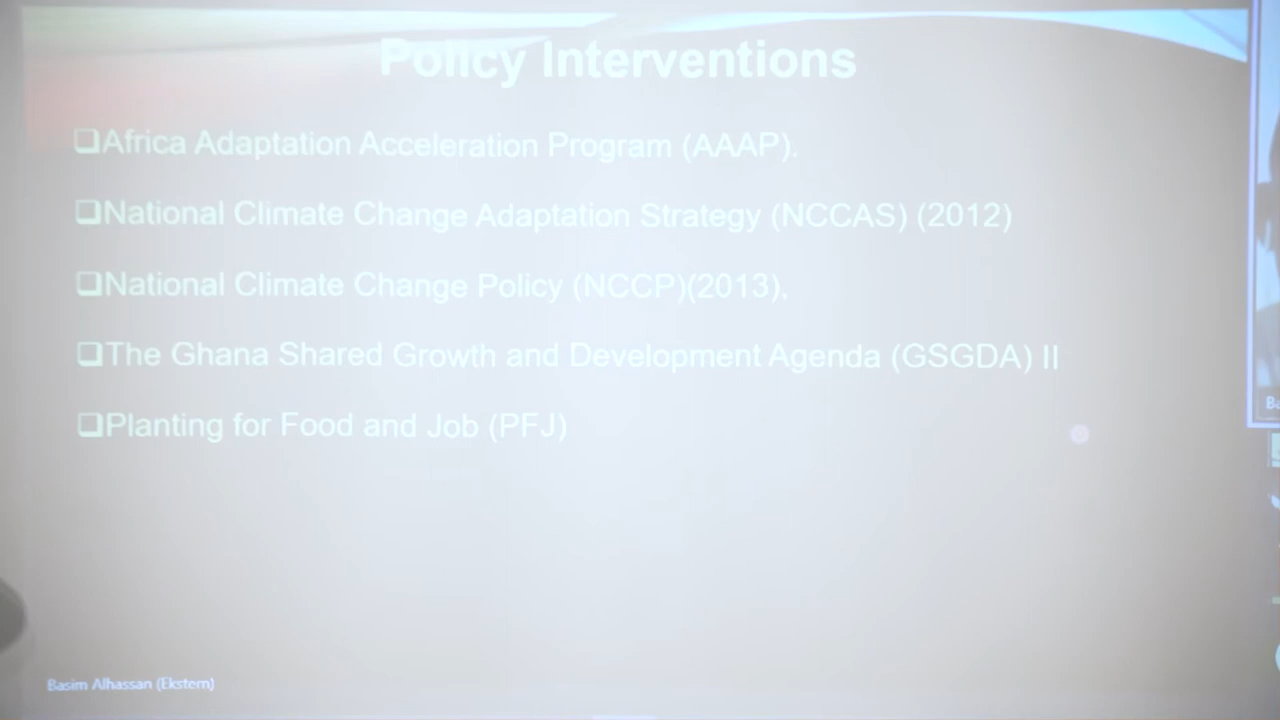 Policy Interventions
❑Africa Adaptation Acceleration Program (AAAP).
❑National Climate Change Adaptation Strategy (NCCAS) (2012)
❑National Climate Change Policy (NCCP)(2013),
❑The Ghana Shared Growth and Development Agenda (GSGDA) II
❑Planting for Food and Job (PFJ)
Basim Alhassan (Ekstern)